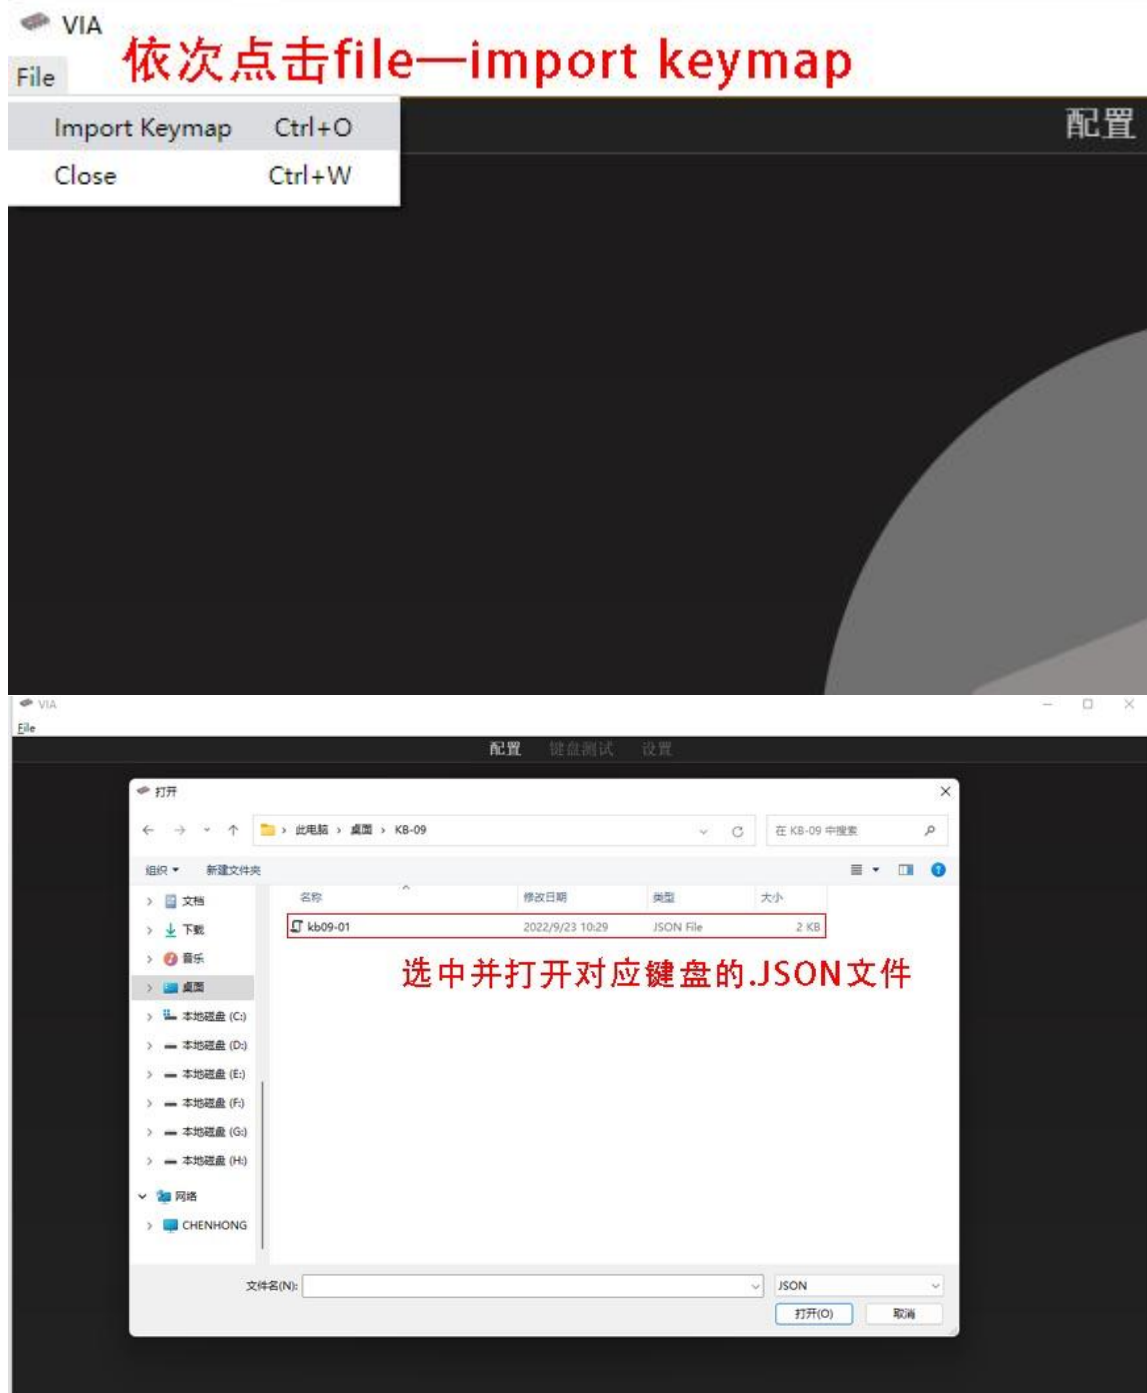 VIA
依次点击file—import keymap
File
Import Keymap Ctrl+O
配置
Close Ctrl+W
VIA
File
配置 键盘测试 设置
打开
此电脑 › 桌面 › KB-09
在 KB-09 中搜索
组织 新建文件夹
名称 修改日期 类型 大小
文档
kb09-01 2022/9/23 10:29 JSON File 2 KB
下载
音乐
选中并打开对应键盘的.JSON文件
桌面
本地磁盘 (C:)
本地磁盘 (D:)
本地磁盘 (E:)
本地磁盘 (F:)
本地磁盘 (G:)
本地磁盘 (H:)
网络
CHENHONG
文件名(N): JSON
打开(O) 取消